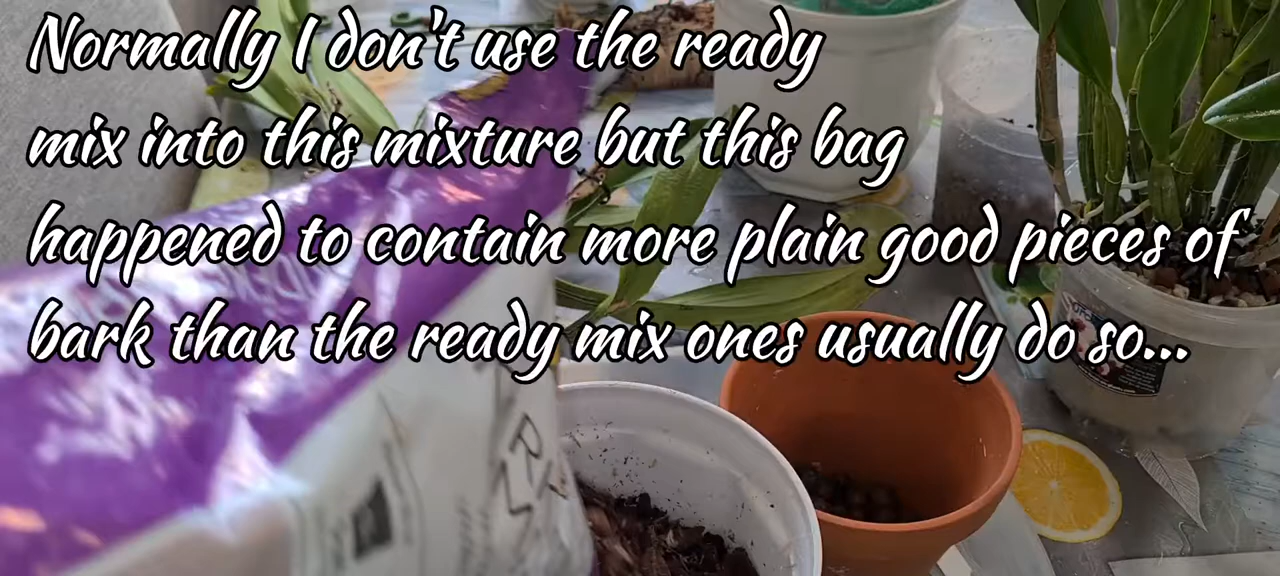 Normally I don't use the ready
mix into this mixture but this bag
happened to contain more plain good pieces of
bark than the ready mix ones usually do so...